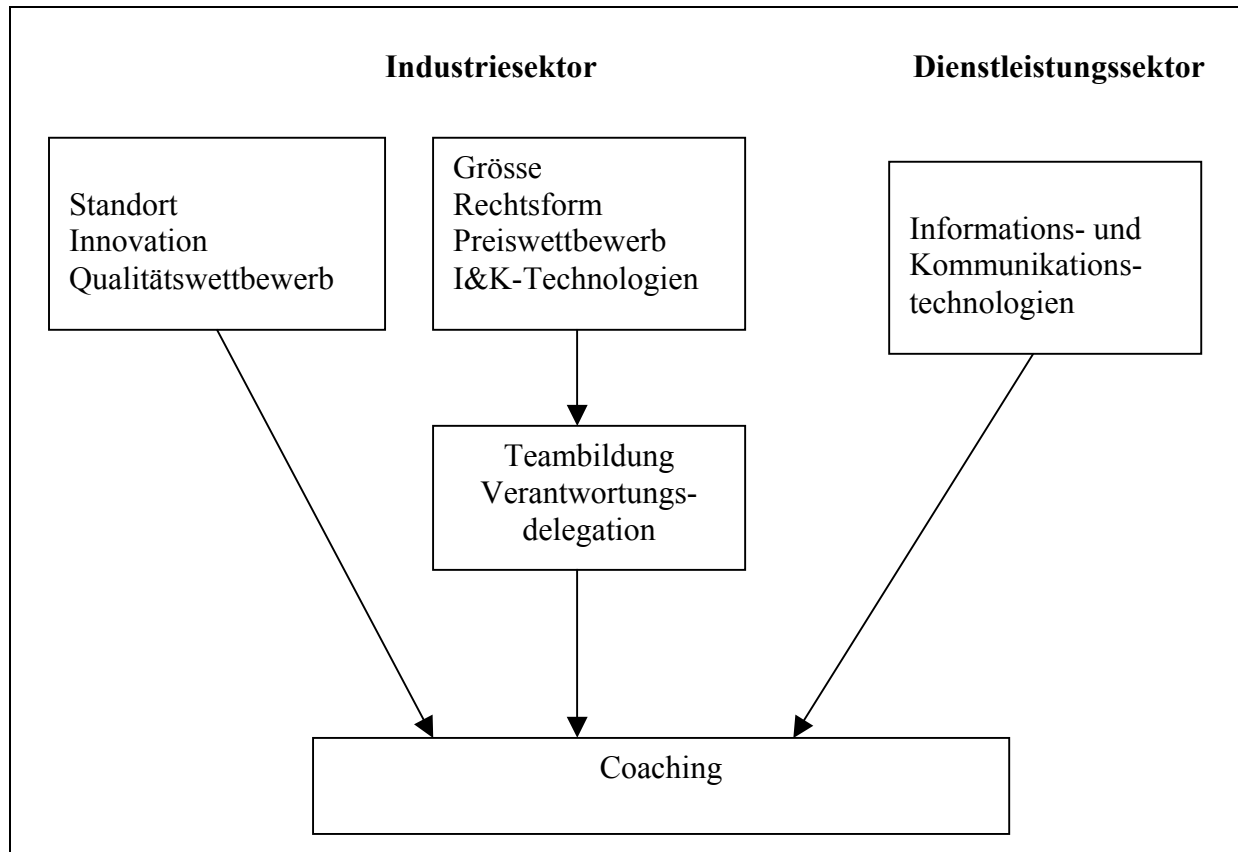 Industriesektor
Dienstleistungssektor
Standort
Innovation
Qualitätswettbewerb
Grösse
Rechtsform
Preiswettbewerb
I&K-Technologien
Informations- und
Kommunikations-
technologien
Teambildung
Verantwortungs-
delegation
Coaching